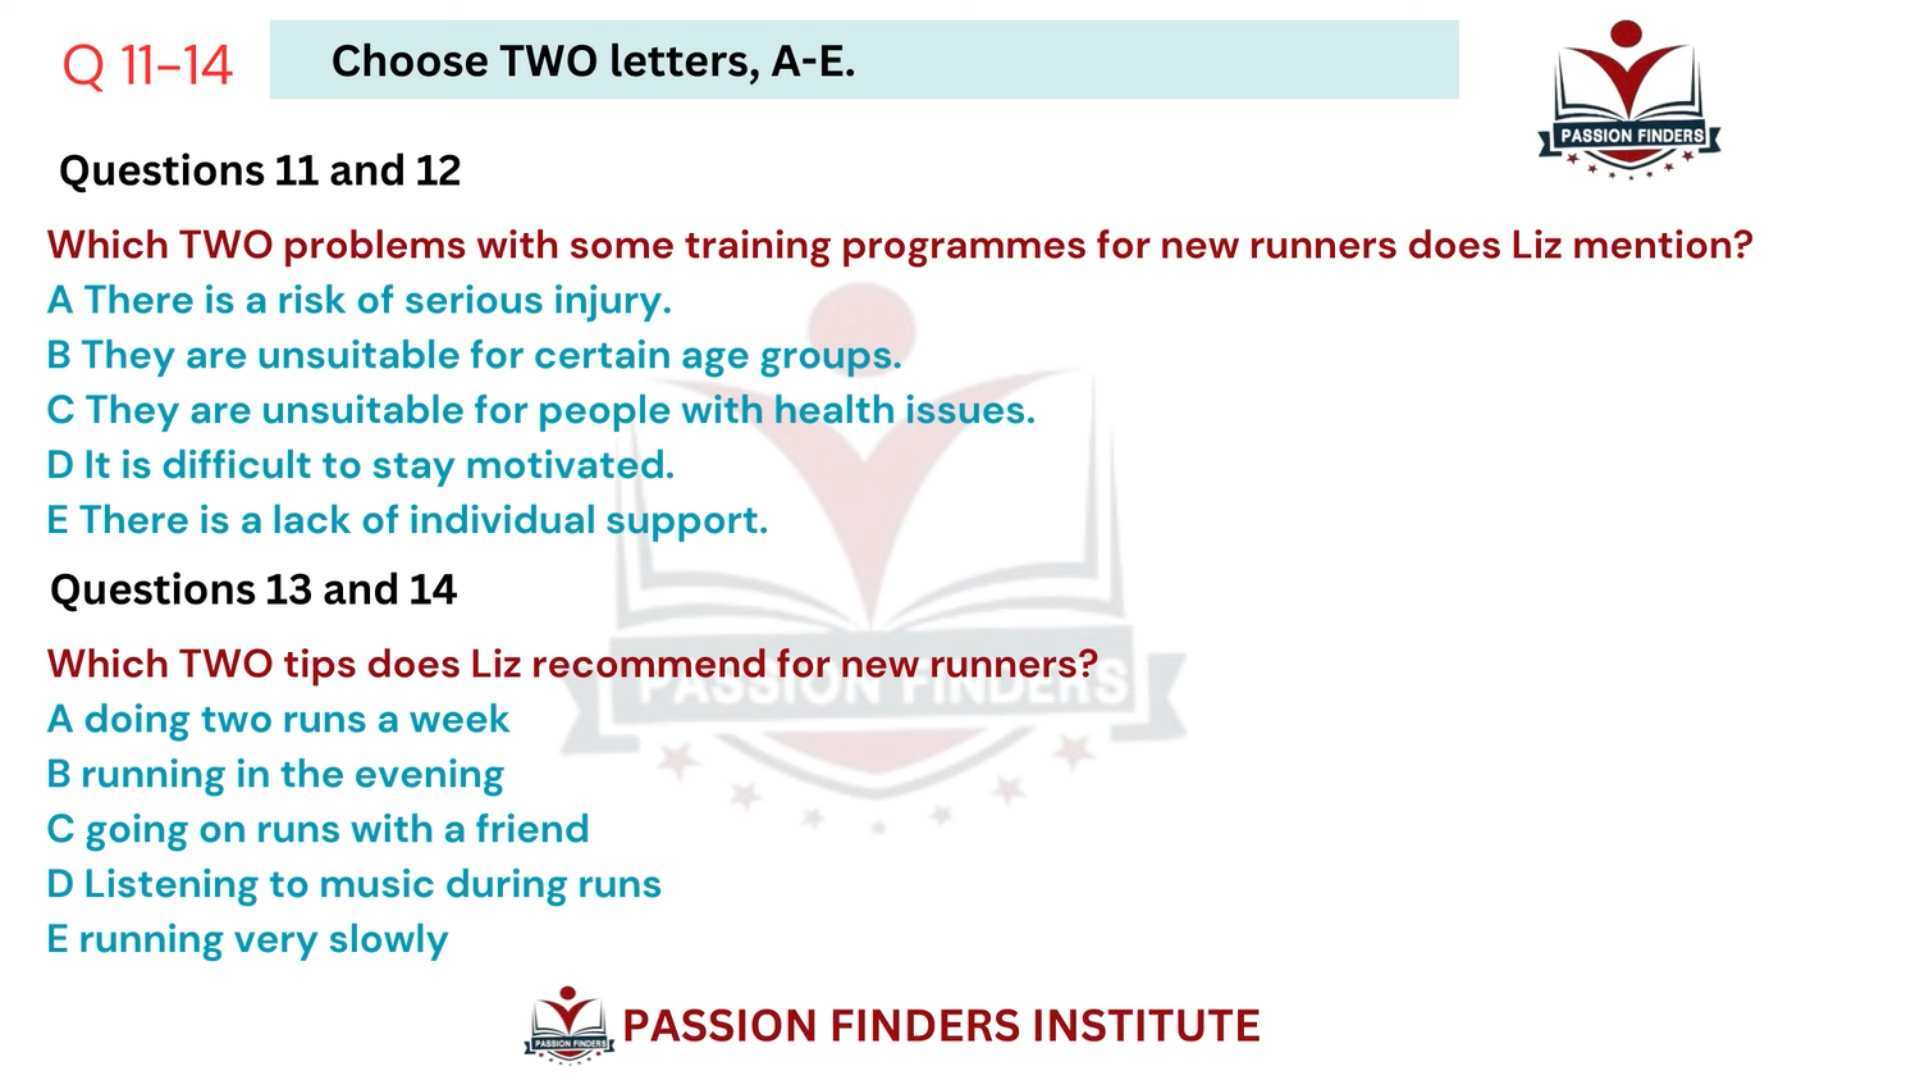 Q 11-14
Choose TWO letters, A-E.
PASSION FINDERS
Questions 11 and 12
Which TWO problems with some training programmes for new runners does Liz mention?
A There is a risk of serious injury.
B They are unsuitable for certain age groups.
C They are unsuitable for people with health issues.
D It is difficult to stay motivated.
E There is a lack of individual support.
Questions 13 and 14
Which TWO tips does Liz recommend for new runners?
PASSION FINDERS
A doing two runs a week
B running in the evening
C going on runs with a friend
D Listening to music during runs
E running very slowly
PASSION FINDERS
PASSION FINDERS INSTITUTE